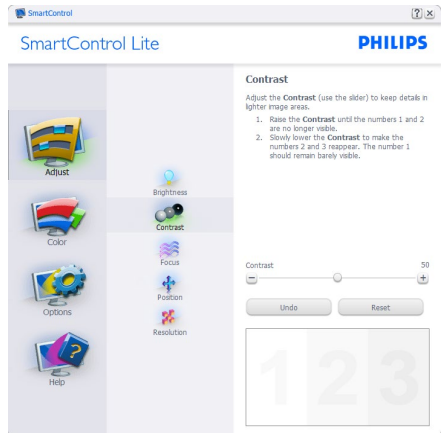 SmartControl
?
SmartControl Lite
PHILIPS
Adjust
Color
Options
Help
Brightness
Contrast
Focus
Position
Resolution
Contrast
Adjust the Contrast (use the slider) to keep details in
lighter image areas.
1. Raise the Contrast until the numbers 1 and 2
are no longer visible.
2. Slowly lower the Contrast to make the
numbers 2 and 3 reappear. The number 1
should remain barely visible.
Contrast 50
Undo Reset
1 2 3